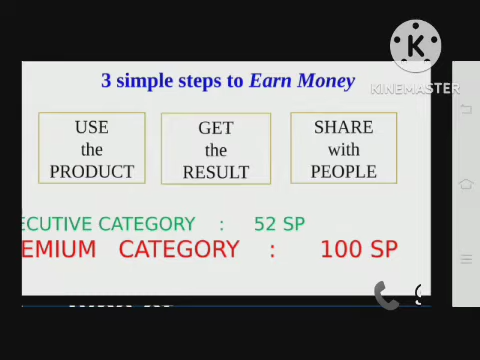 3 simple steps to Earn Money
KINEMASTER
USE
the
PRODUCT
GET
the
RESULT
SHARE
with
PEOPLE
ECUTIVE CATEGORY : 52 SP
EMIUM CATEGORY : 100 SP